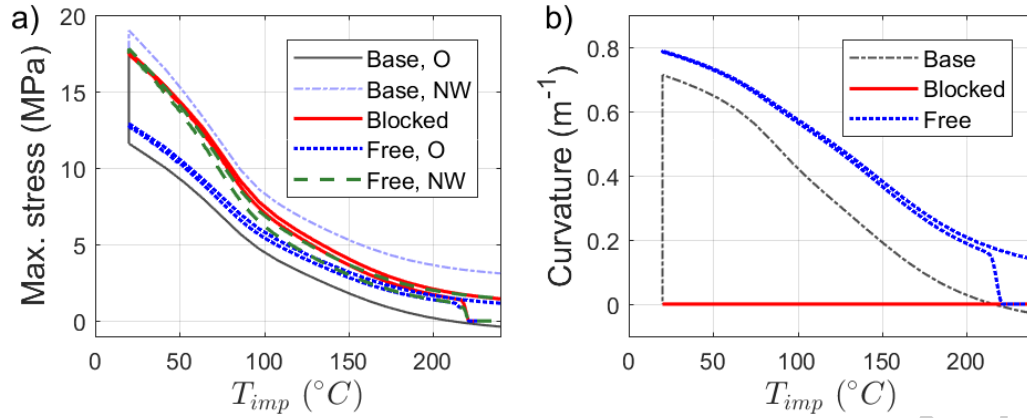 a)
Max. stress (MPa)
20
15
10
5
0
0
50
100
150
200
T_imp (°C)
Base, O
Base, NW
Blocked
Free, O
Free, NW
b)
Curvature (m⁻¹)
0.8
0.6
0.4
0.2
0
0
50
100
150
200
T_imp (°C)
Base
Blocked
Free